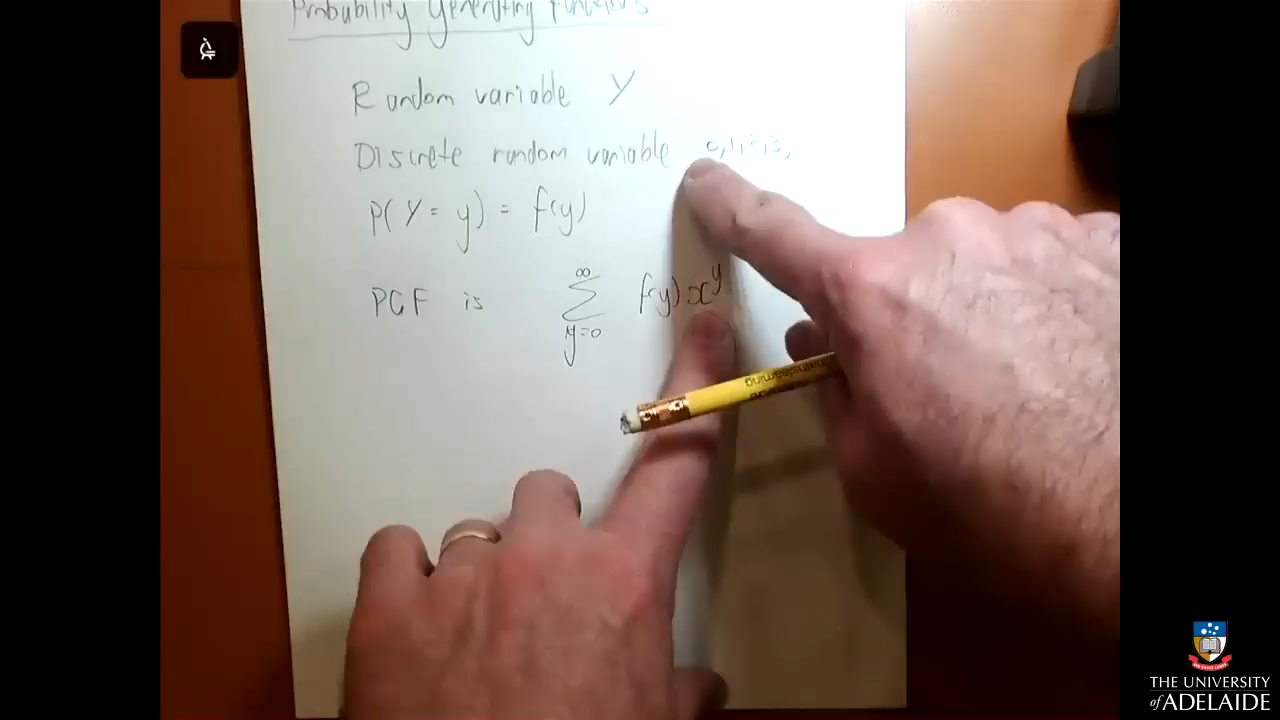 Probability Generating Functions
Random variable Y
Discrete random variable 0,1,2,3,
P(Y = y) = f(y)
PGF is ∞ ∑ y=0 f(y) x^y
THE UNIVERSITY
of ADELAIDE